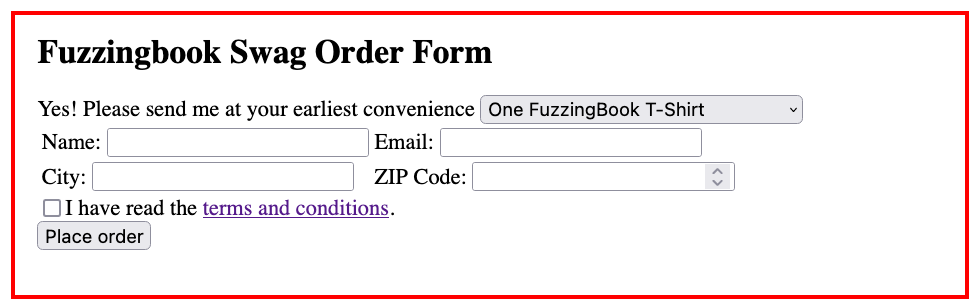 Fuzzingbook Swag Order Form
Yes! Please send me at your earliest convenience One FuzzingBook T-Shirt
Name: Email:
City: ZIP Code:
I have read the terms and conditions.
Place order